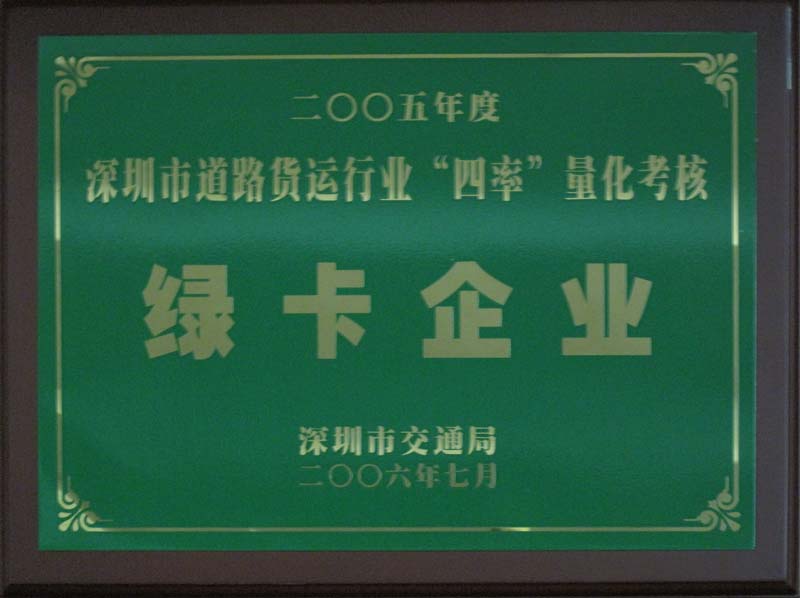 二〇〇五年度
深圳市道路货运行业“四率”量化考核
绿卡企业
深圳市交通局
二〇〇六年七月